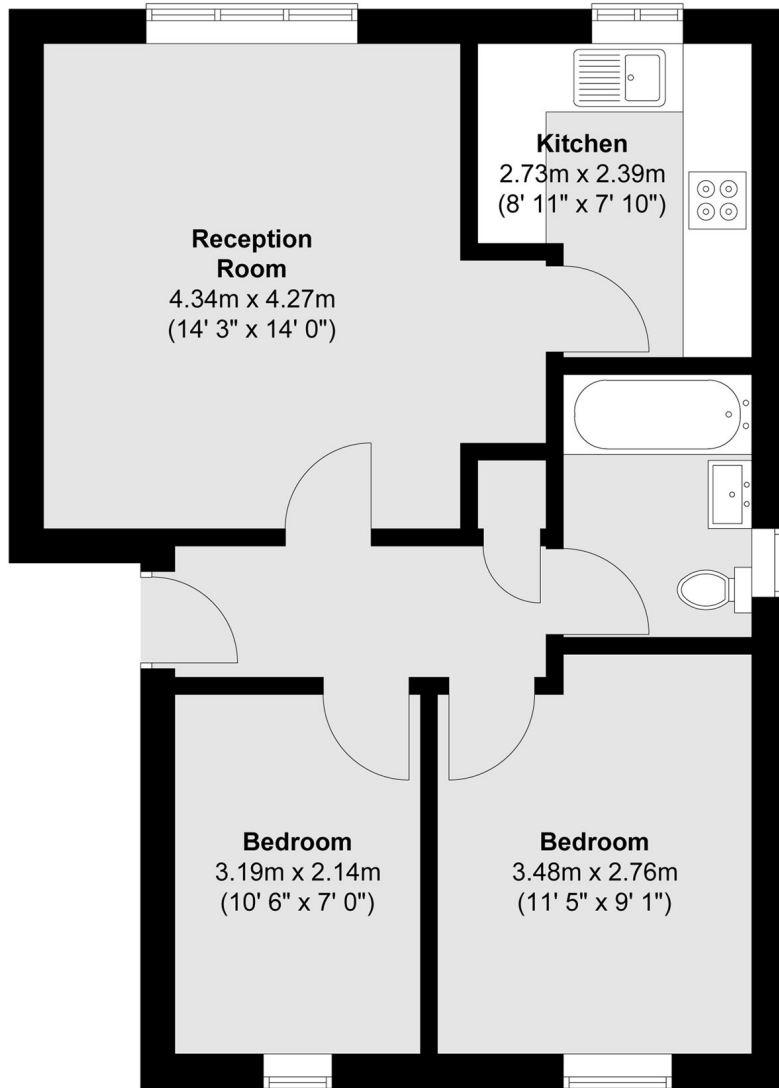 Kitchen
2.73m x 2.39m
(8' 11" x 7' 10")
Reception
Room
4.34m x 4.27m
(14' 3" x 14' 0")
Bedroom
3.19m x 2.14m
(10' 6" x 7' 0")
Bedroom
3.48m x 2.76m
(11' 5" x 9' 1")